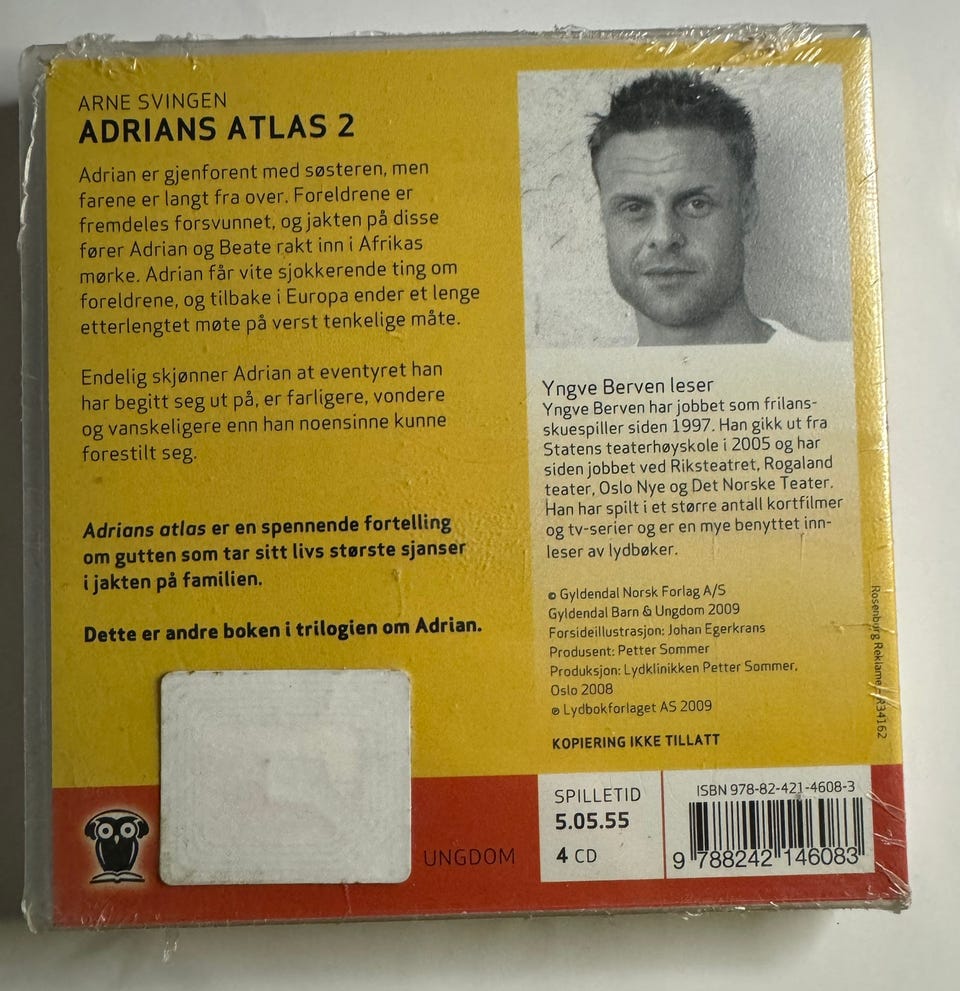 ARNE SVINGEN
ADRIANS ATLAS 2
Adrian er gjenforent med søsteren, men
farene er langt fra over. Foreldrene er
fremdeles forsvunnet, og jakten på disse
fører Adrian og Beate rakt inn i Afrikas
mørke. Adrian får vite sjokkerende ting om
foreldrene, og tilbake i Europa ender et lenge
etterlengtet møte på verst tenkelige måte.
Endelig skjønner Adrian at eventyret han
har begitt seg ut på, er farligere, vondere
og vanskeligere enn han noensinne kunne
forestilt seg.
Adrians atlas er en spennende fortelling
om gutten som tar sitt livs største sjanser
i jakten på familien.
Dette er andre boken i trilogien om Adrian.
Yngve Berven leser
Yngve Berven har jobbet som frilans-
skuespiller siden 1997. Han gikk ut fra
Statens teaterhøyskole i 2005 og har
siden jobbet ved Riksteatret, Rogaland
teater, Oslo Nye og Det Norske Teater.
Han har spilt i et større antall kortfilmer
og tv-serier og er en mye benyttet inn-
leser av lydbøker.
© Gyldendal Norsk Forlag A/S
Gyldendal Barn & Ungdom 2009
Forsideillustrasjon: Johan Egerkrans
Produsent: Petter Sommer
Produksjon: Lydklinikken Petter Sommer,
Oslo 2008
℗ Lydbokforlaget AS 2009
KOPIERING IKKE TILLATT
Rosenborg Reklame
UNGDOM
SPILLETID
5.05.55
4 CD
ISBN 978-82-421-4608-3
9 788242 146083